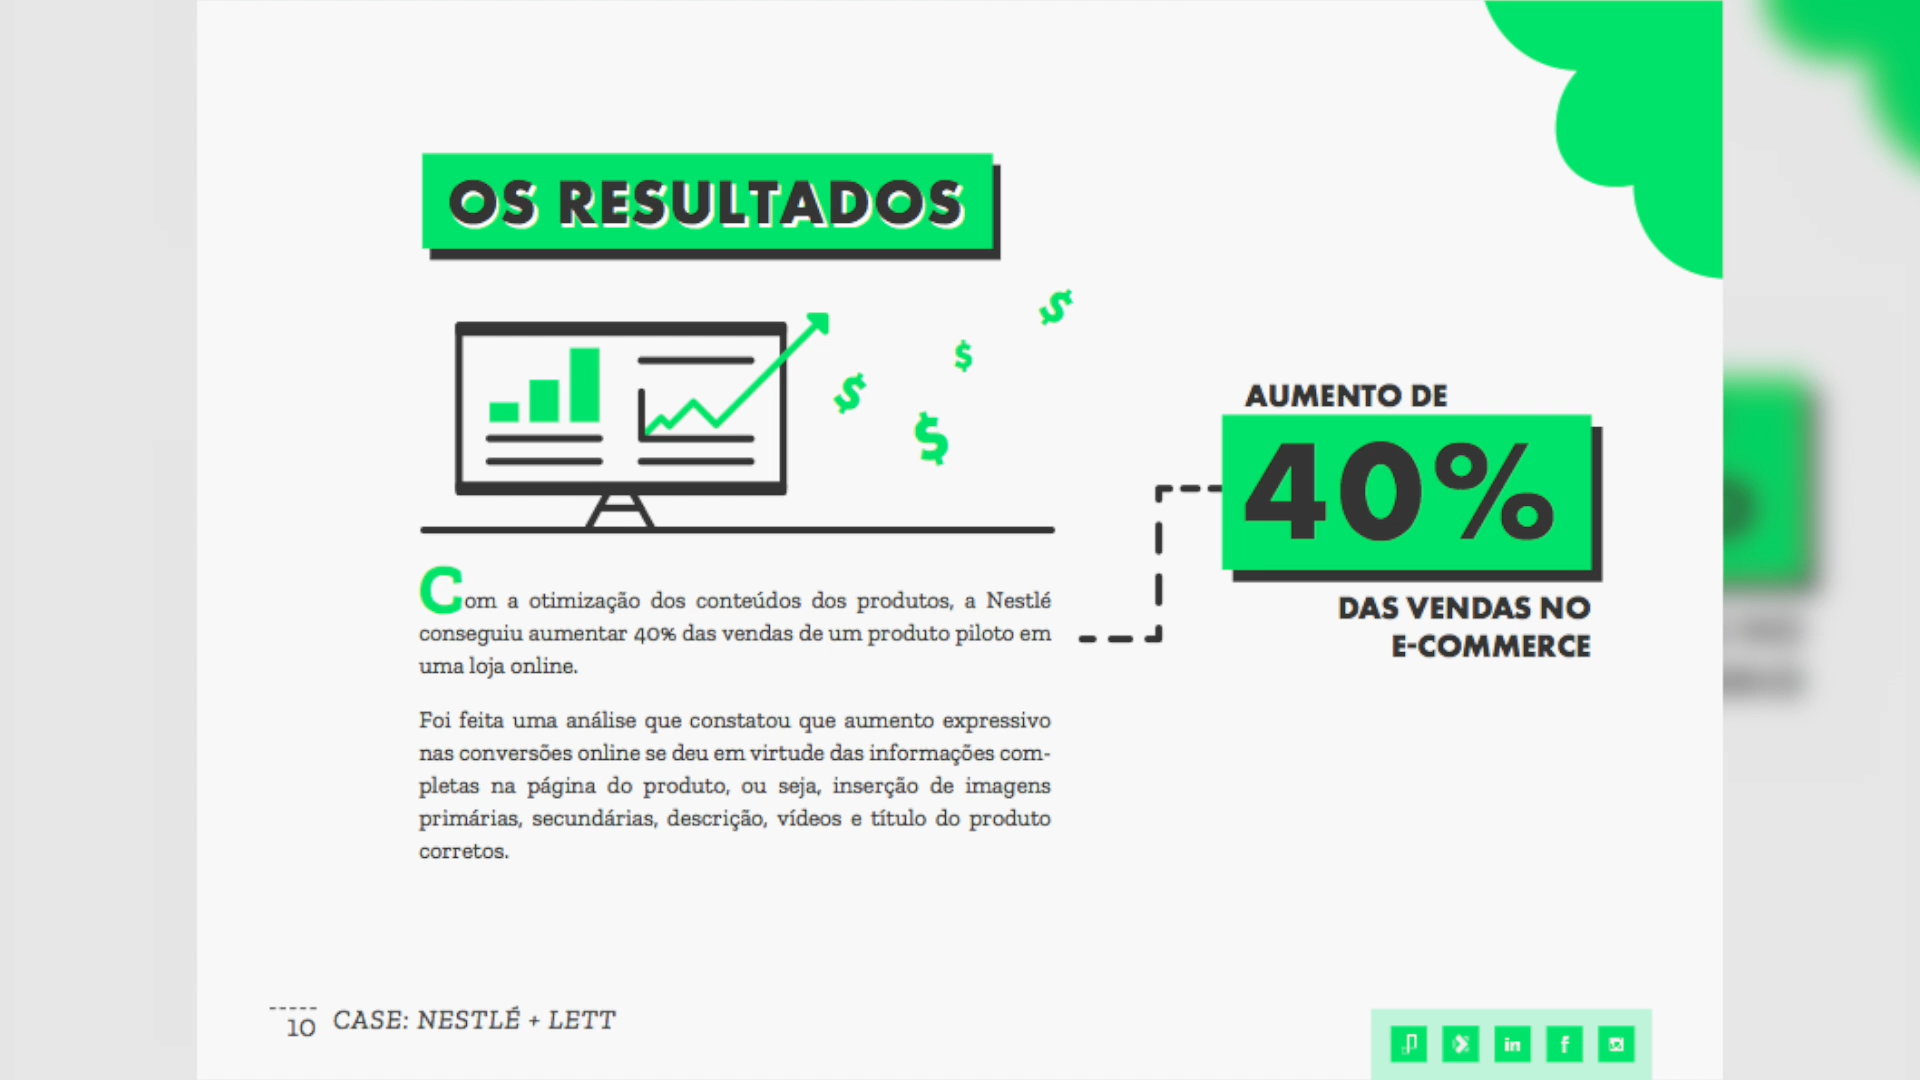 OS RESULTADOS
$
$
$
$
AUMENTO DE
40%
DAS VENDAS NO
E-COMMERCE
Com a otimização dos conteúdos dos produtos, a Nestlé
conseguiu aumentar 40% das vendas de um produto piloto em
uma loja online.
Foi feita uma análise que constatou que aumento expressivo
nas conversões online se deu em virtude das informações com-
pletas na página do produto, ou seja, inserção de imagens
primárias, secundárias, descrição, vídeos e título do produto
corretos.
10 CASE: NESTLÉ + LETT
in f